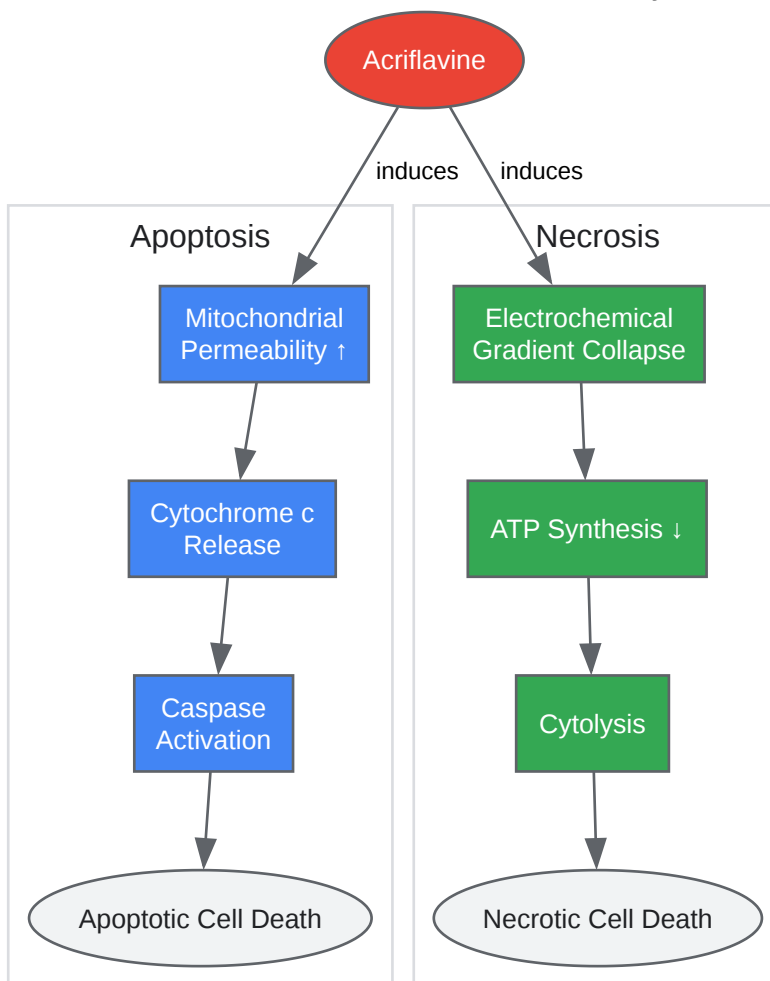 Acriflavine
induces
induces
Apoptosis
Mitochondrial
Permeability ↑
Cytochrome c
Release
Caspase
Activation
Apoptotic Cell Death
Necrosis
Electrochemical
Gradient Collapse
ATP Synthesis ↓
Cytolysis
Necrotic Cell Death